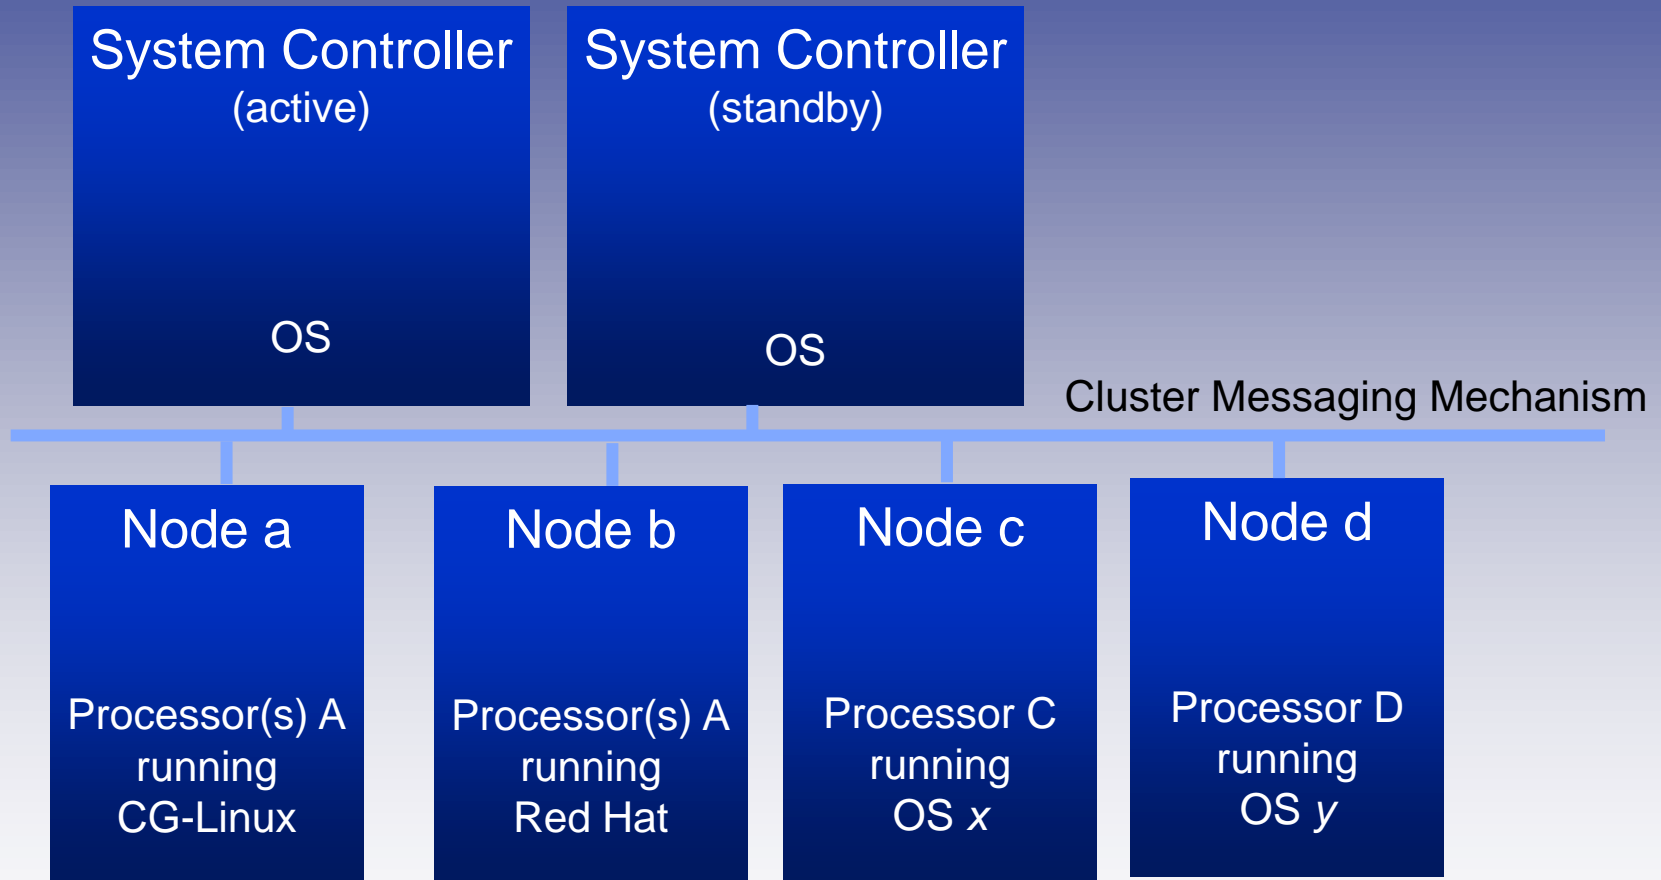 System Controller
(active)
OS
System Controller
(standby)
OS
Cluster Messaging Mechanism
Node a
Processor(s) A
running
CG-Linux
Node b
Processor(s) A
running
Red Hat
Node c
Processor C
running
OS x
Node d
Processor D
running
OS y